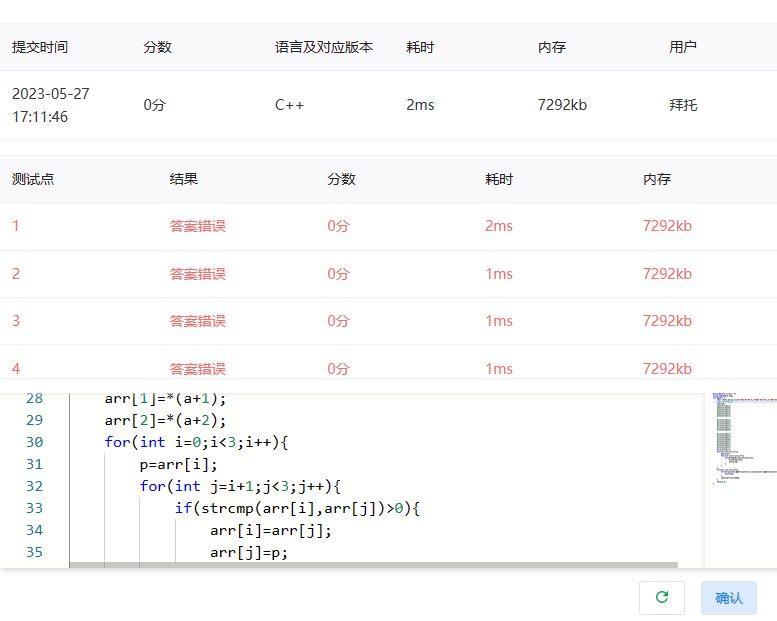 提交时间 分数 语言及对应版本 耗时 内存 用户
2023-05-27
17:11:46 0分 C++ 2ms 7292kb 拜托
测试点 结果 分数 耗时 内存
1 答案错误 0分 2ms 7292kb
2 答案错误 0分 1ms 7292kb
3 答案错误 0分 1ms 7292kb
4 答案错误 0分 1ms 7292kb
28 arr[1]=*(a+1);
29 arr[2]=*(a+2);
30 for(int i=0;i<3;i++){
31 p=arr[i];
32 for(int j=i+1;j<3;j++){
33 if(strcmp(arr[i],arr[j])>0){
34 arr[i]=arr[j];
35 arr[j]=p;
确认